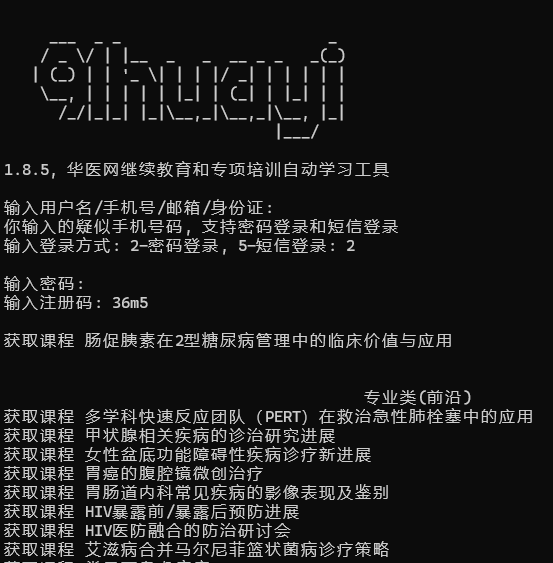 1.8.5, 华医网继续教育和专项培训自动学习工具
输入用户名/手机号/邮箱/身份证:
你输入的疑似手机号码, 支持密码登录和短信登录
输入登录方式: 2-密码登录, 5-短信登录: 2
输入密码:
输入注册码: 36m5
获取课程 肠促胰素在2型糖尿病管理中的临床价值与应用
专业类(前沿)
获取课程 多学科快速反应团队（PERT）在救治急性肺栓塞中的应用
获取课程 甲状腺相关疾病的诊治研究进展
获取课程 女性盆底功能障碍性疾病诊疗新进展
获取课程 胃癌的腹腔镜微创治疗
获取课程 胃肠道内科常见疾病的影像表现及鉴别
获取课程 HIV暴露前/暴露后预防进展
获取课程 HIV医防融合的防治研讨会
获取课程 艾滋病合并马尔尼菲篮状菌病诊疗策略